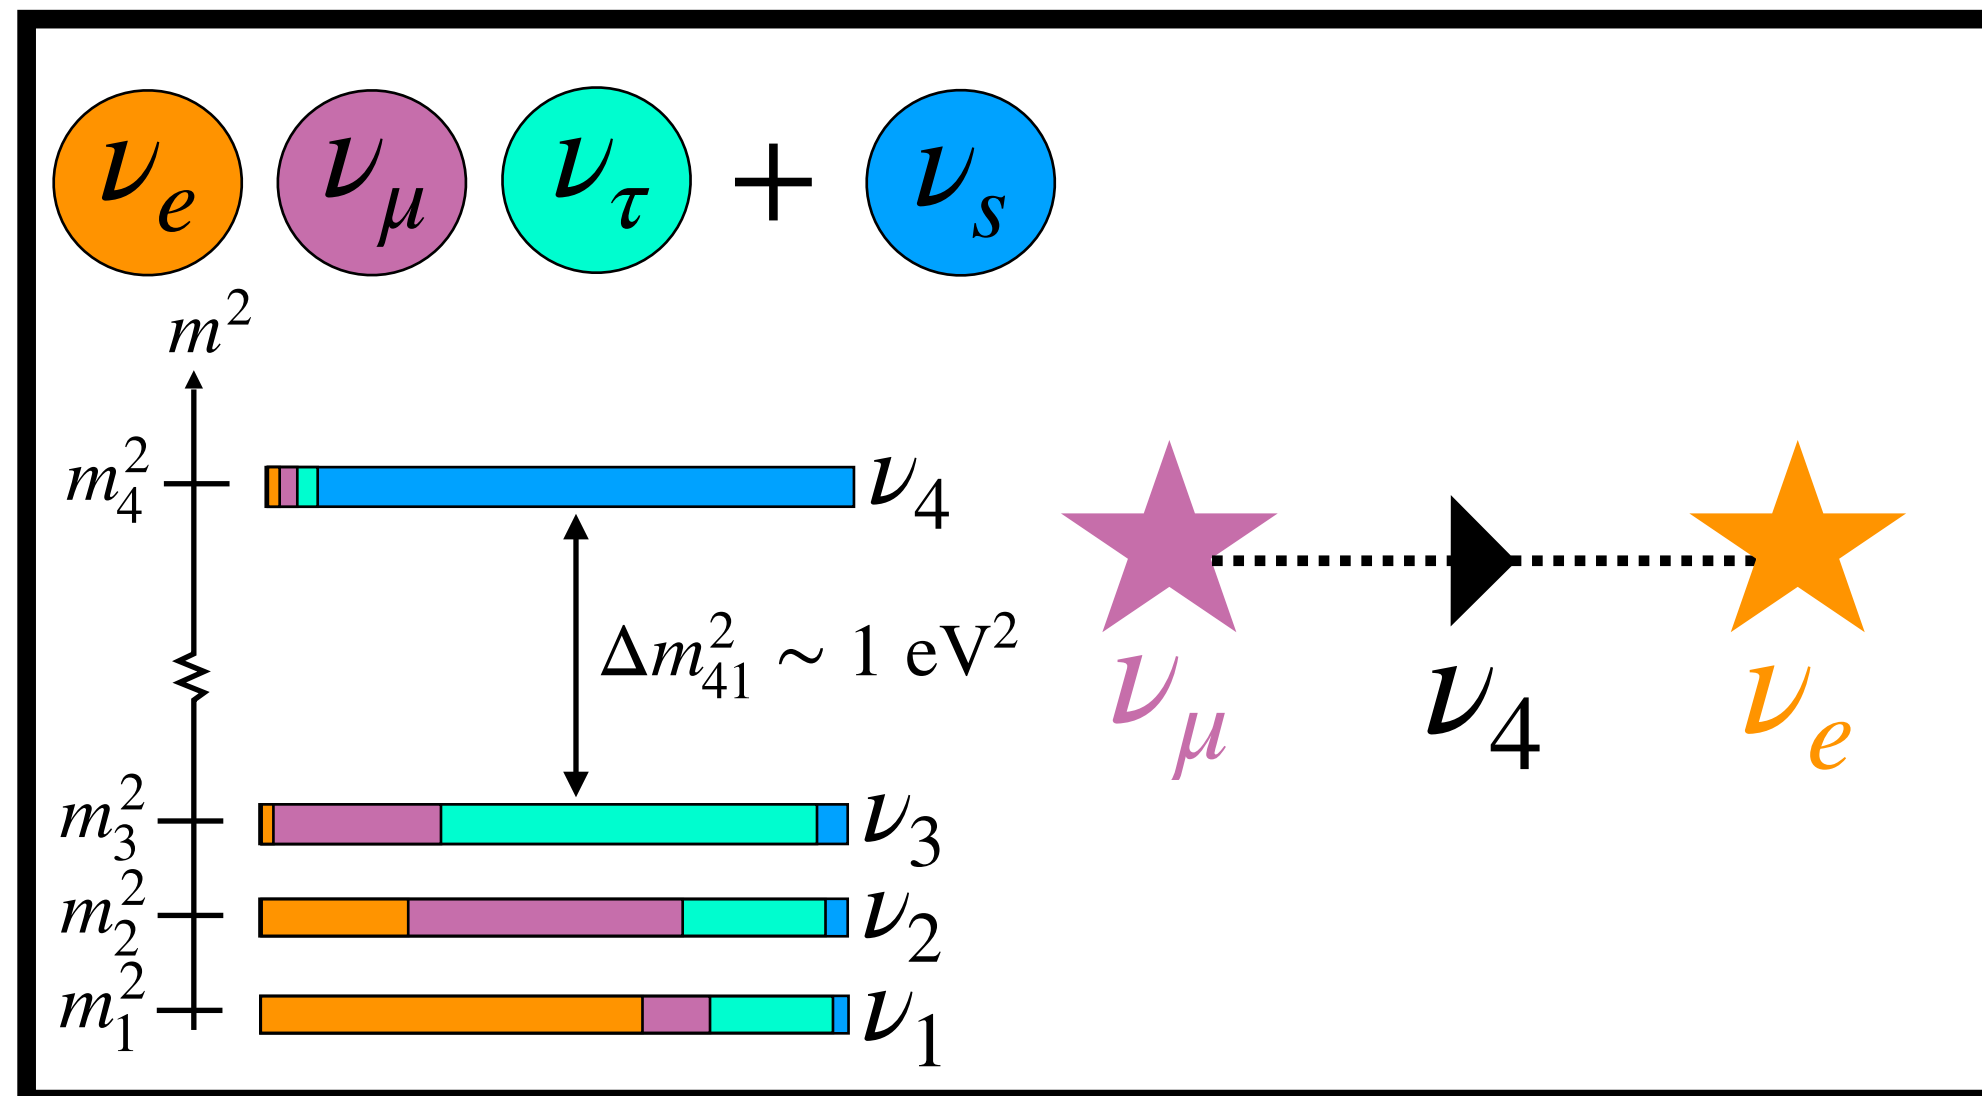 ν_e ν_μ ν_τ + ν_s
m²
m₄² ν₄
Δm²₄₁ ~ 1 eV²
ν_μ ν₄ ν_e
m₃² ν₃
m₂² ν₂
m₁² ν₁